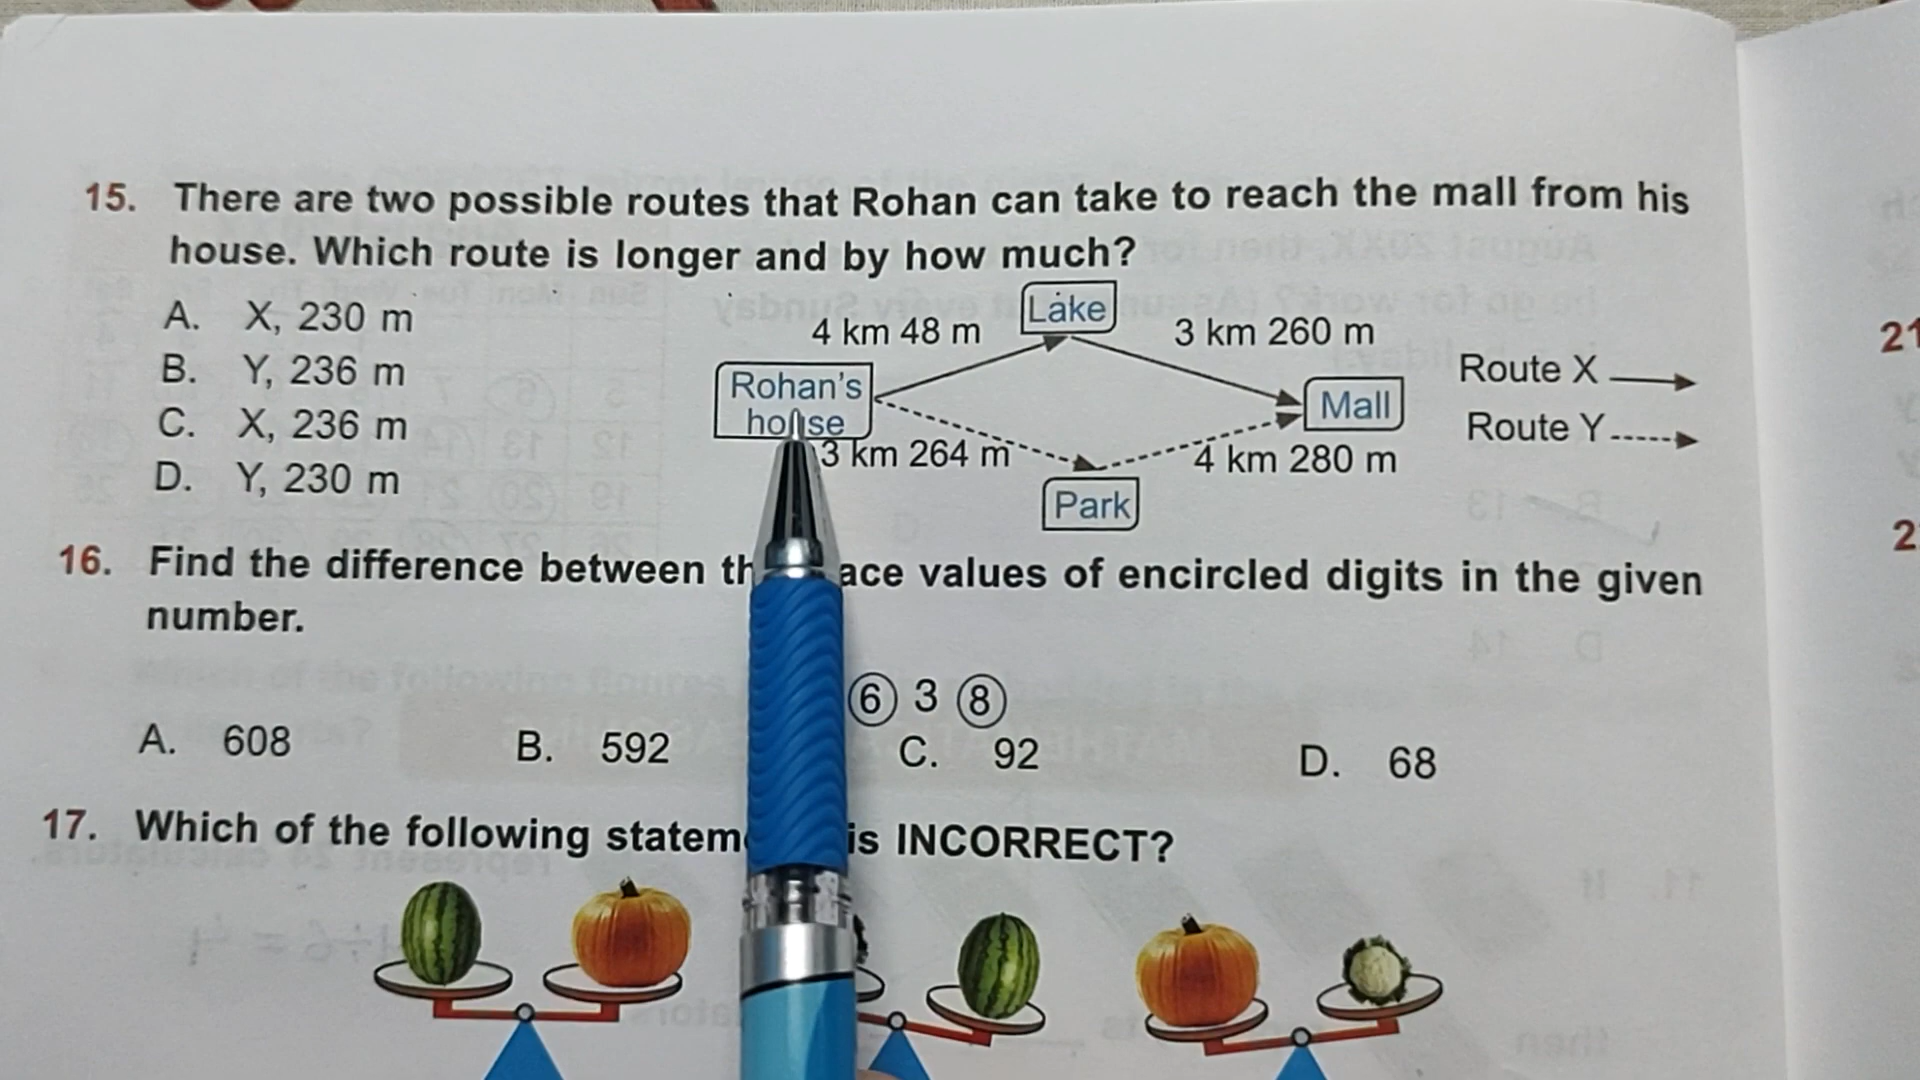 15. There are two possible routes that Rohan can take to reach the mall from his
house. Which route is longer and by how much?
A. X, 230 m
B. Y, 236 m
C. X, 236 m
D. Y, 230 m
Lake
4 km 48 m
3 km 260 m
Rohan's
house
Mall
3 km 264 m
4 km 280 m
Park
Route X
Route Y
16. Find the difference between values of encircled digits in the given
number.
6 3 8
A. 608 B. 592 C. 92 D. 68
17. Which of the following is INCORRECT?
21
2